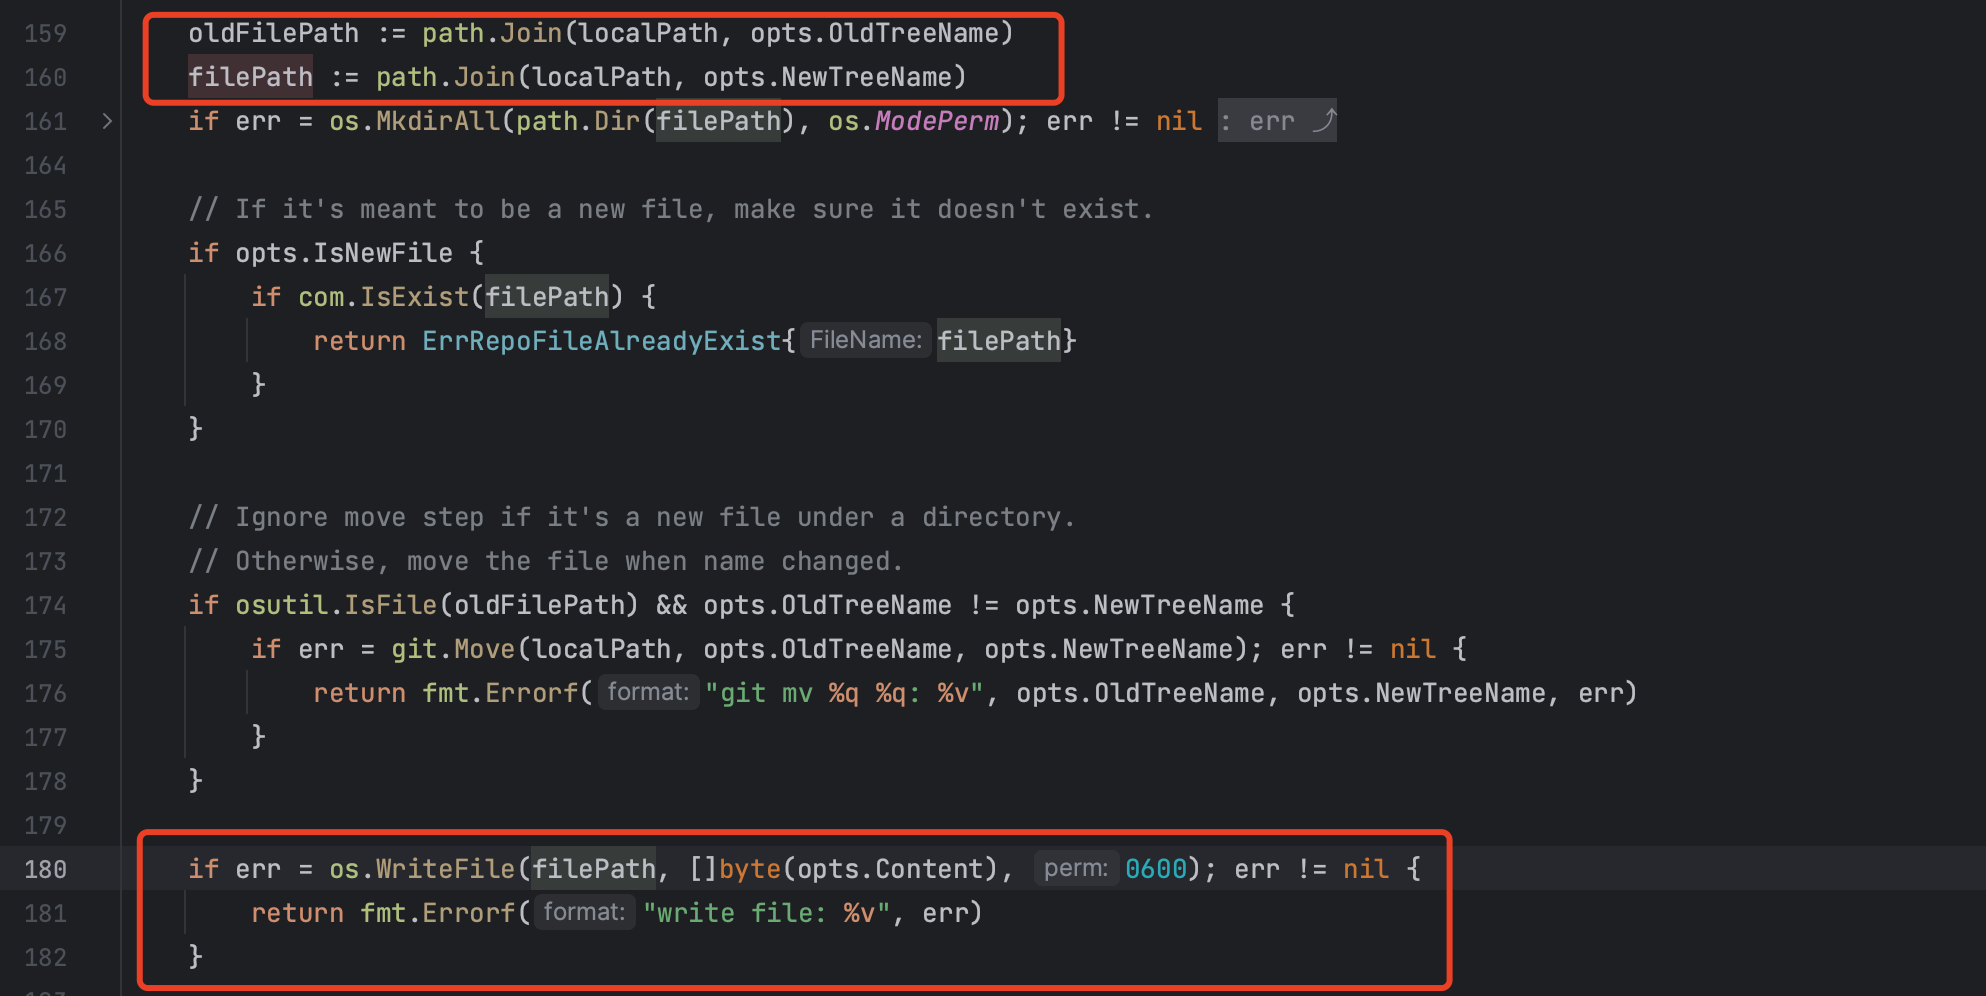 159 oldFilePath := path.Join(localPath, opts.OldTreeName)
160 filePath := path.Join(localPath, opts.NewTreeName)
161 > if err = os.MkdirAll(path.Dir(filePath), os.ModePerm); err != nil : err ⤴
164
165 // If it's meant to be a new file, make sure it doesn't exist.
166 if opts.IsNewFile {
167 if com.IsExist(filePath) {
168 return ErrRepoFileAlreadyExist{ FileName: filePath}
169 }
170 }
171
172 // Ignore move step if it's a new file under a directory.
173 // Otherwise, move the file when name changed.
174 if osutil.IsFile(oldFilePath) && opts.OldTreeName != opts.NewTreeName {
175 if err = git.Move(localPath, opts.OldTreeName, opts.NewTreeName); err != nil {
176 return fmt.Errorf( format: "git mv %q %q: %v", opts.OldTreeName, opts.NewTreeName, err)
177 }
178 }
179
180 if err = os.WriteFile(filePath, []byte(opts.Content), perm: 0600); err != nil {
181 return fmt.Errorf( format: "write file: %v", err)
182 }